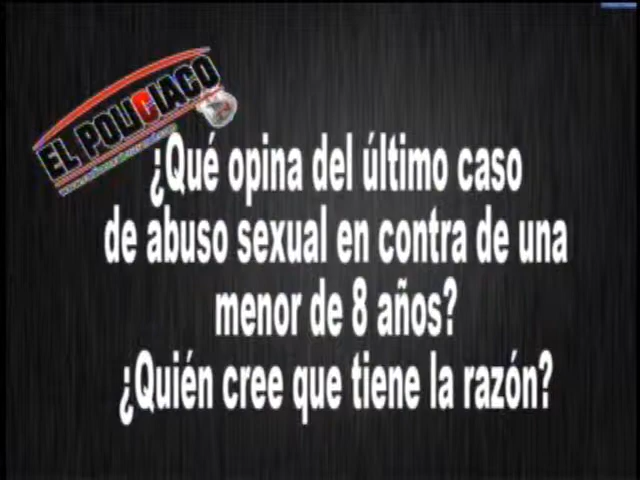 EL POLICIACO
¿Qué opina del último caso
de abuso sexual en contra de una
menor de 8 años?
¿Quién cree que tiene la razón?